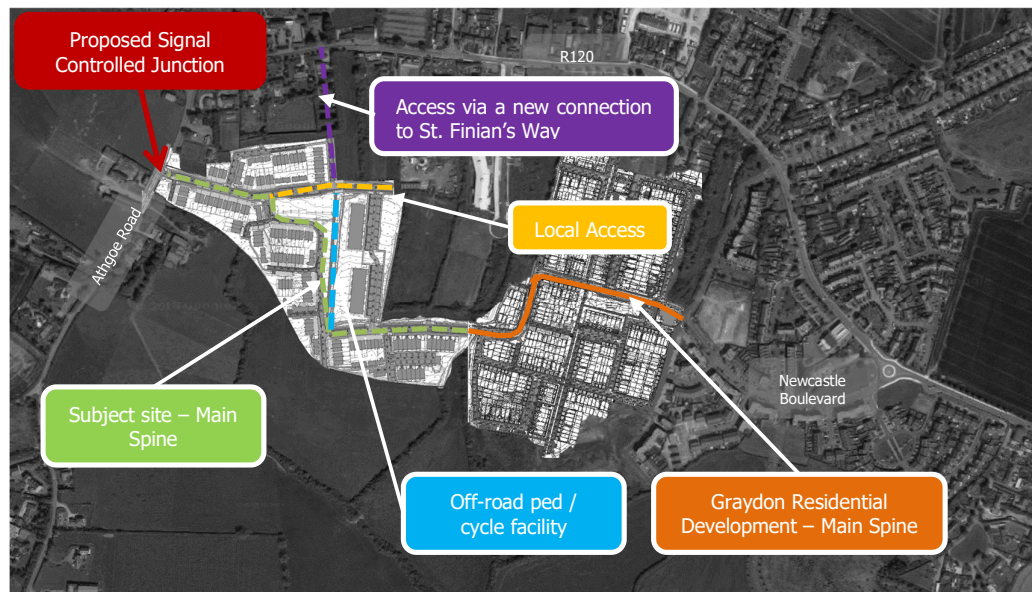 Proposed Signal
Controlled Junction
R120
Access via a new connection
to St. Finian's Way
Athgoe Road
Local Access
Newcastle
Boulevard
Subject site – Main
Spine
Off-road ped /
cycle facility
Graydon Residential
Development – Main Spine